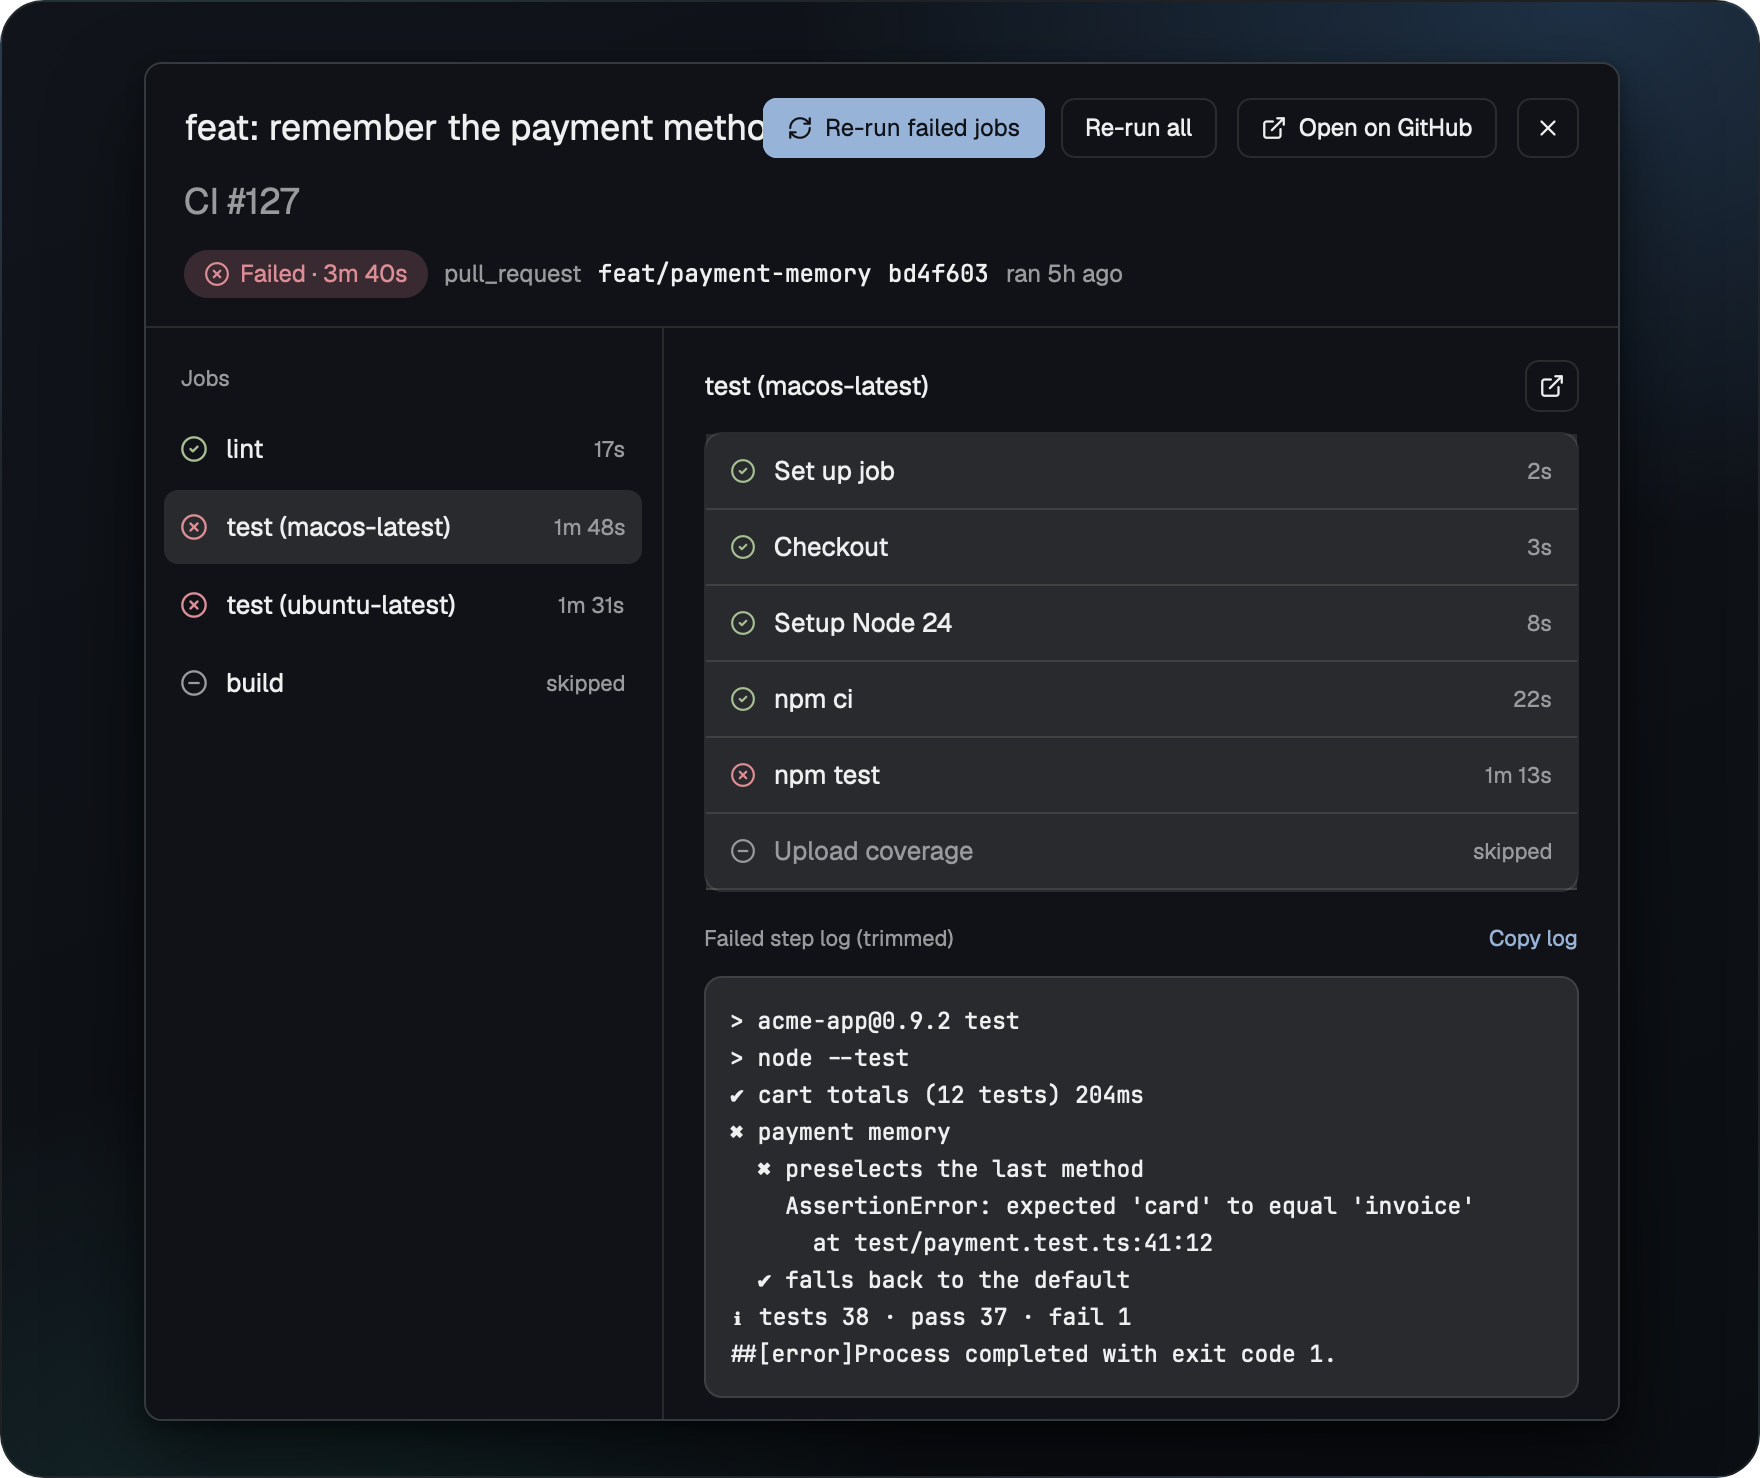 feat: remember the payment metho
Re-run failed jobs
Re-run all
Open on GitHub
CI #127
Failed · 3m 40s
pull_request feat/payment-memory bd4f603 ran 5h ago
Jobs
lint 17s
test (macos-latest) 1m 48s
test (ubuntu-latest) 1m 31s
build skipped
test (macos-latest)
Set up job 2s
Checkout 3s
Setup Node 24 8s
npm ci 22s
npm test 1m 13s
Upload coverage skipped
Failed step log (trimmed) Copy log
> acme-app@0.9.2 test
> node --test
✔ cart totals (12 tests) 204ms
✖ payment memory
✖ preselects the last method
AssertionError: expected 'card' to equal 'invoice'
at test/payment.test.ts:41:12
✔ falls back to the default
ℹ tests 38 · pass 37 · fail 1
##[error]Process completed with exit code 1.